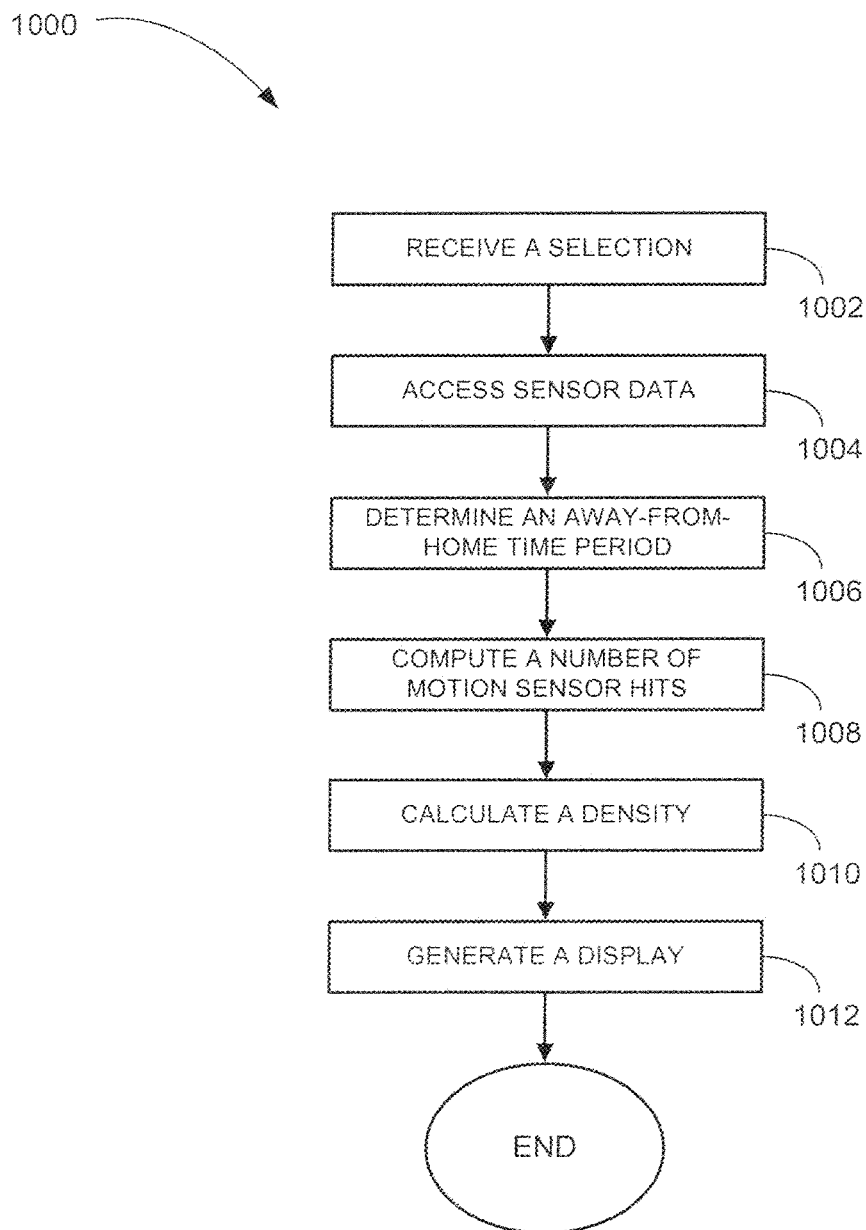 1000
RECEIVE A SELECTION
1002
ACCESS SENSOR DATA
1004
DETERMINE AN AWAY-FROM-
HOME TIME PERIOD
1006
COMPUTE A NUMBER OF
MOTION SENSOR HITS
1008
CALCULATE A DENSITY
1010
GENERATE A DISPLAY
1012
END